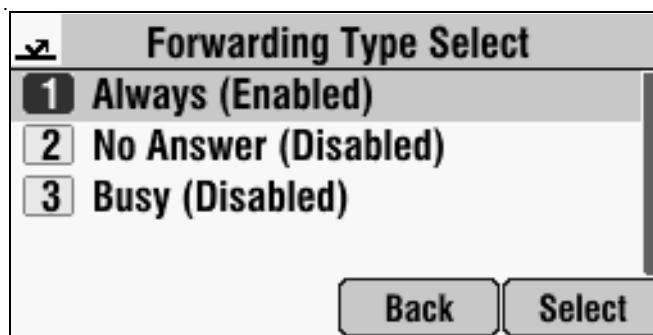 Forwarding Type Select
1 Always (Enabled)
2 No Answer (Disabled)
3 Busy (Disabled)
Back Select